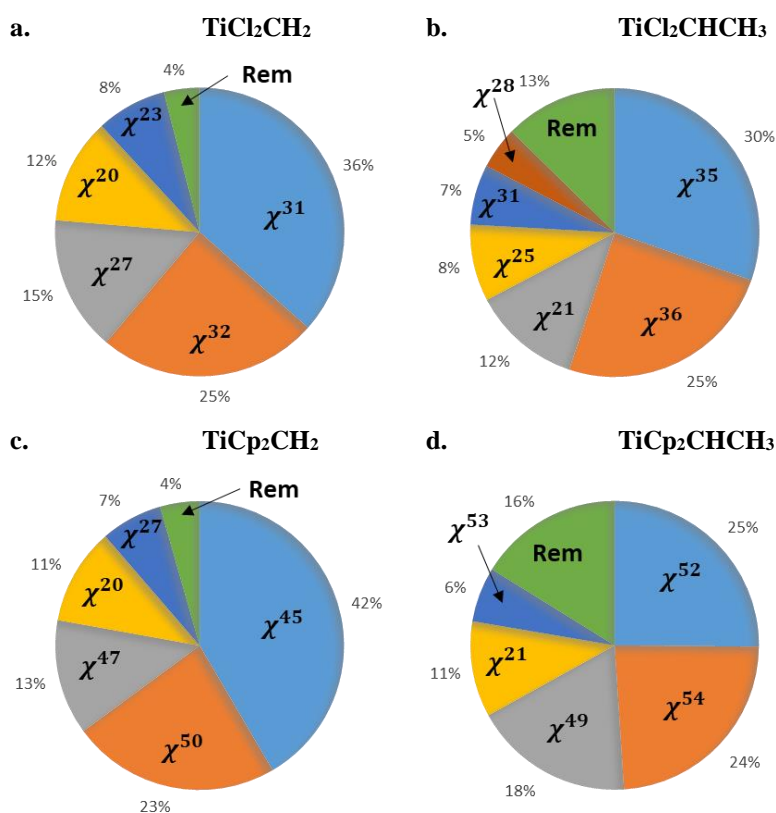 a. TiCl₂CH₂
b. TiCl₂CHCH₃
4% Rem
8%
χ²³
12%
χ²⁰
36%
χ³¹
15%
χ²⁷
χ³²
25%
χ²⁸ 13%
Rem
5%
30%
χ³⁵
7%
χ³¹
8%
χ²⁵
χ²¹
χ³⁶
12%
25%
c. TiCp₂CH₂
d. TiCp₂CHCH₃
4% Rem
7%
χ²⁷
11%
χ²⁰
42%
χ⁴⁵
13%
χ⁴⁷
χ⁵⁰
23%
16%
χ⁵³
Rem
25%
χ⁵²
6%
11%
χ²¹
χ⁴⁹
χ⁵⁴
18%
24%